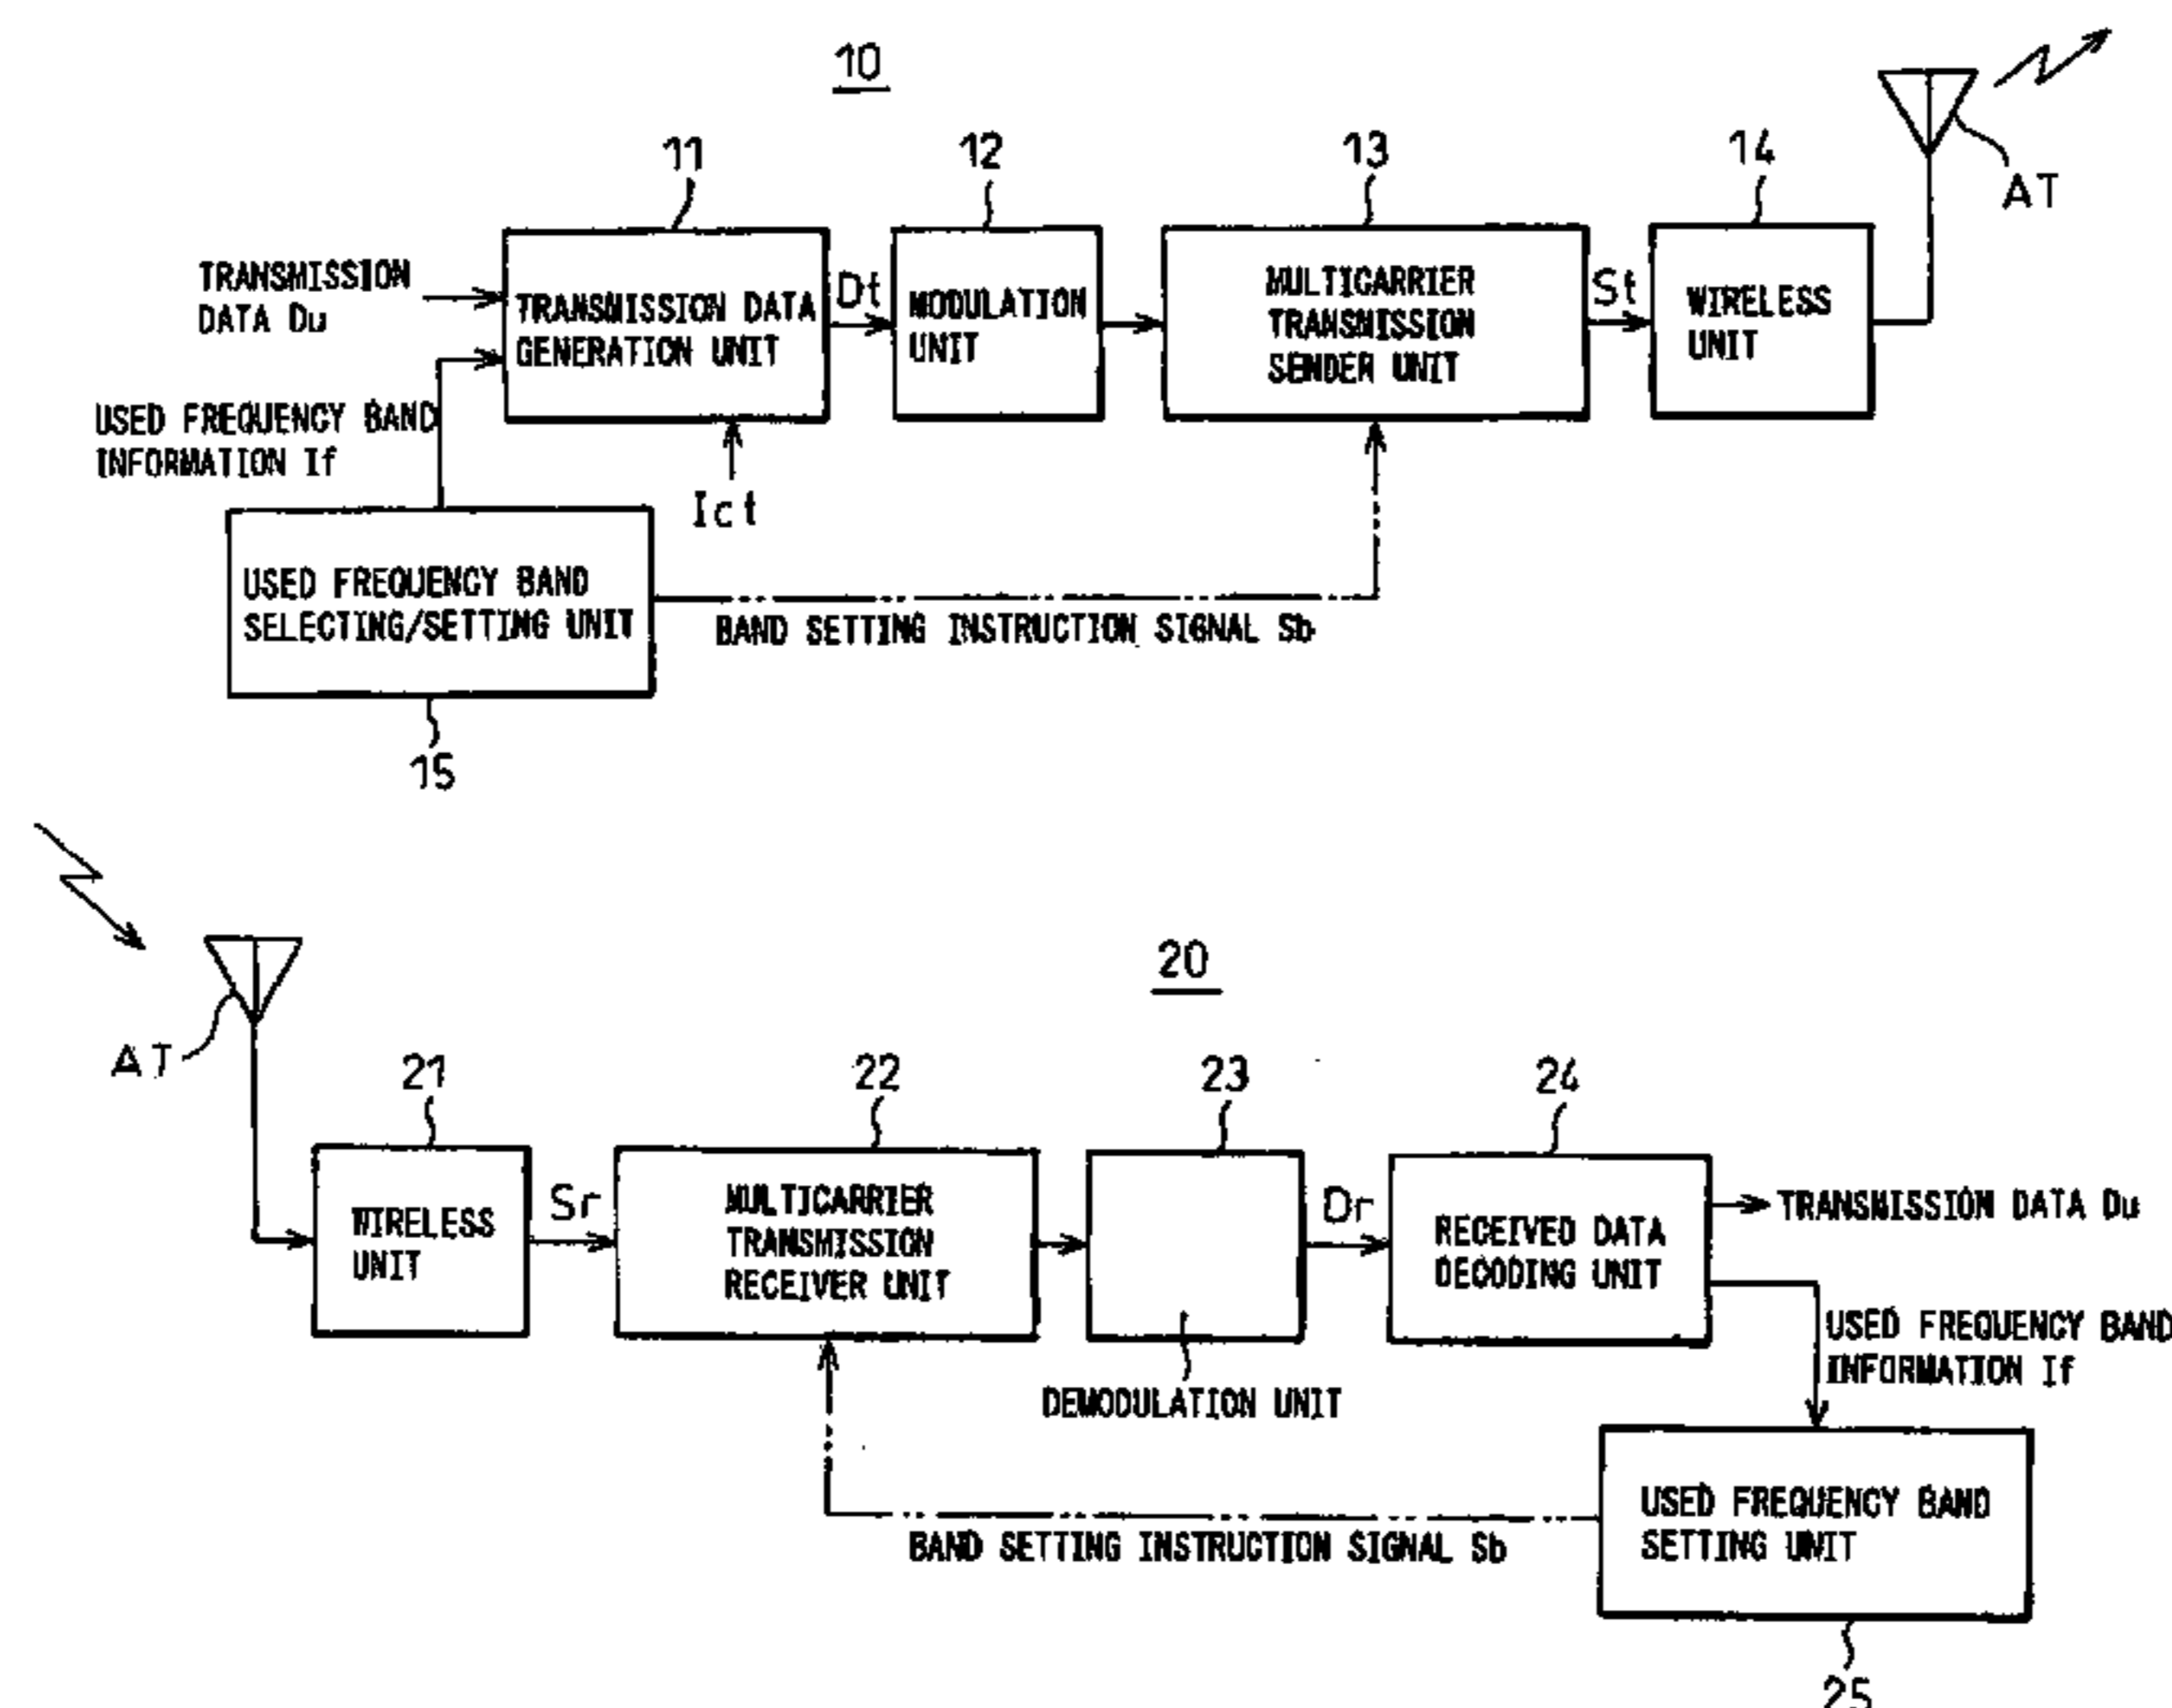 10
11
12
13
14
AT
TRANSMISSION
DATA Du
TRANSMISSION DATA
GENERATION UNIT
Dt
MODULATION
UNIT
MULTICARRIER
TRANSMISSION
SENDER UNIT
St
WIRELESS
UNIT
USED FREQUENCY BAND
INFORMATION If
Ict
USED FREQUENCY BAND
SELECTING/SETTING UNIT
BAND SETTING INSTRUCTION SIGNAL Sb
15
20
AT
21
22
23
24
WIRELESS
UNIT
Sr
MULTICARRIER
TRANSMISSION
RECEIVER UNIT
Dr
RECEIVED DATA
DECODING UNIT
TRANSMISSION DATA Du
USED FREQUENCY BAND
INFORMATION If
DEMODULATION UNIT
BAND SETTING INSTRUCTION SIGNAL Sb
USED FREQUENCY BAND
SETTING UNIT
25